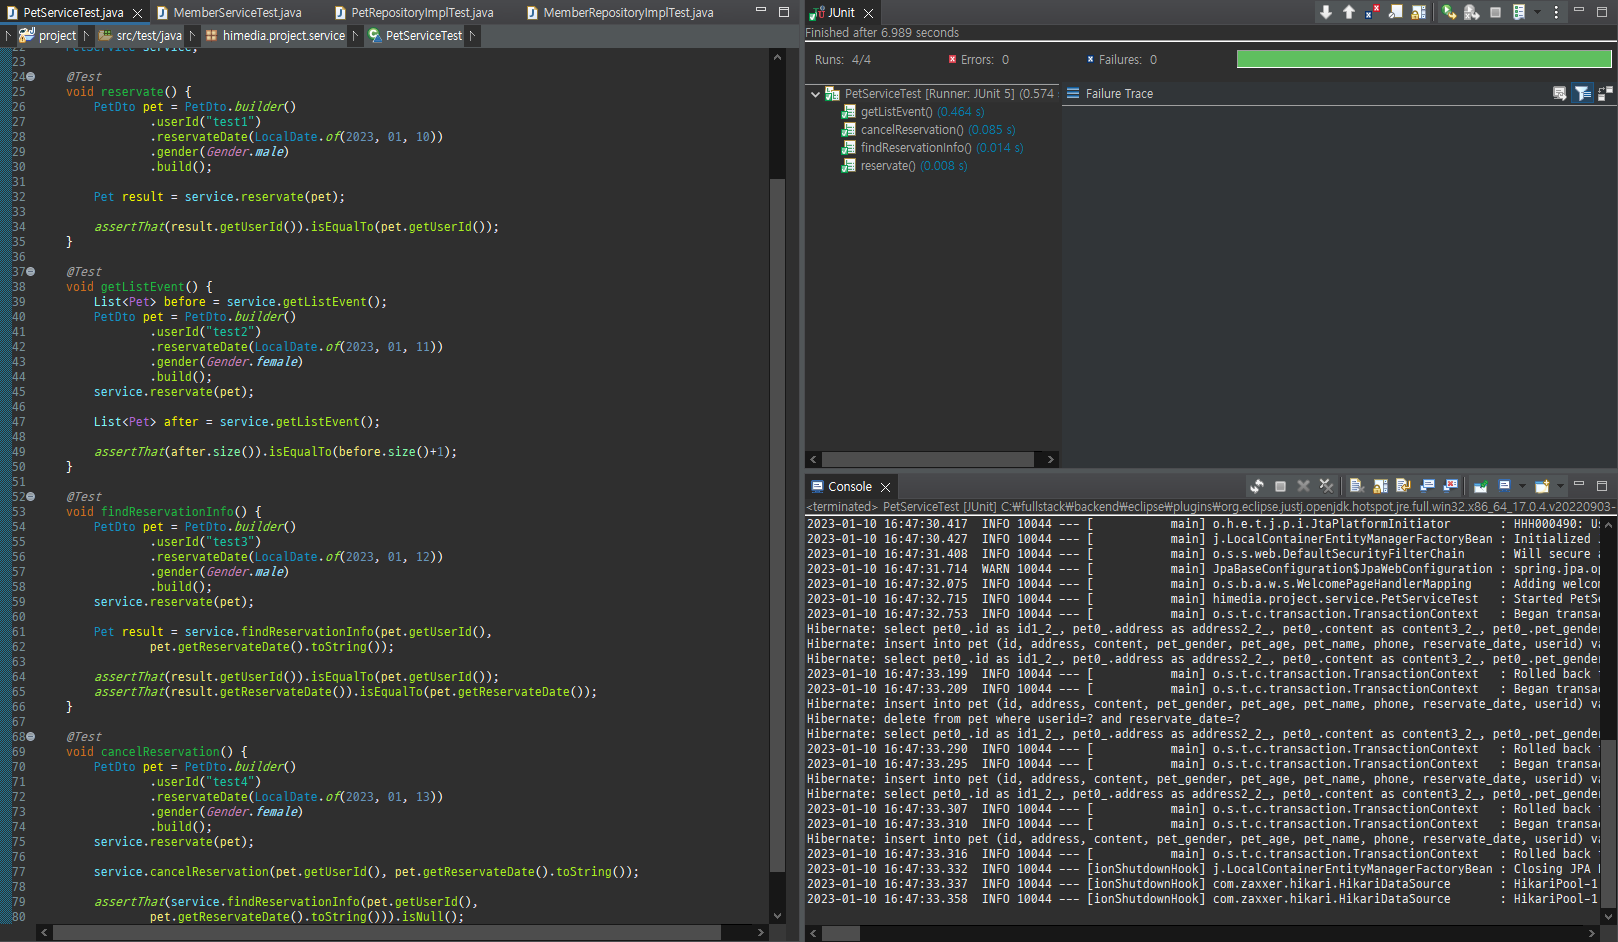 PetServiceTest.java
MemberServiceTest.java
PetRepositoryImplTest.java
MemberRepositoryImplTest.java
project
src/test/java
himedia.project.service
PetServiceTest
22 PetService service;
23
24 @Test
25 void reservate() {
26 PetDto pet = PetDto.builder()
27 .userId("test1")
28 .reservateDate(LocalDate.of(2023, 01, 10))
29 .gender(Gender.male)
30 .build();
31
32 Pet result = service.reservate(pet);
33
34 assertThat(result.getUserId()).isEqualTo(pet.getUserId());
35 }
36
37 @Test
38 void getListEvent() {
39 List<Pet> before = service.getListEvent();
40 PetDto pet = PetDto.builder()
41 .userId("test2")
42 .reservateDate(LocalDate.of(2023, 01, 11))
43 .gender(Gender.female)
44 .build();
45 service.reservate(pet);
46
47 List<Pet> after = service.getListEvent();
48
49 assertThat(after.size()).isEqualTo(before.size()+1);
50 }
51
52 @Test
53 void findReservationInfo() {
54 PetDto pet = PetDto.builder()
55 .userId("test3")
56 .reservateDate(LocalDate.of(2023, 01, 12))
57 .gender(Gender.male)
58 .build();
59 service.reservate(pet);
60
61 Pet result = service.findReservationInfo(pet.getUserId(),
62 pet.getReservateDate().toString());
63
64 assertThat(result.getUserId()).isEqualTo(pet.getUserId());
65 assertThat(result.getReservateDate()).isEqualTo(pet.getReservateDate());
66 }
67
68 @Test
69 void cancelReservation() {
70 PetDto pet = PetDto.builder()
71 .userId("test4")
72 .reservateDate(LocalDate.of(2023, 01, 13))
73 .gender(Gender.female)
74 .build();
75 service.reservate(pet);
76
77 service.cancelReservation(pet.getUserId(), pet.getReservateDate().toString());
78
79 assertThat(service.findReservationInfo(pet.getUserId(),
80 pet.getReservateDate().toString())).isNull();
JUnit
Finished after 6.989 seconds
Runs: 4/4 Errors: 0 Failures: 0
PetServiceTest [Runner: JUnit 5] (0.574
getListEvent() (0.464 s)
cancelReservation() (0.085 s)
findReservationInfo() (0.014 s)
reservate() (0.008 s)
Failure Trace
Console
<terminated> PetServiceTest [JUnit] C:₩fullstack₩backend₩eclipse₩plugins₩org.eclipse.justj.openjdk.hotspot.jre.full.win32.x86_64_17.0.4.v20220903-
2023-01-10 16:47:30.417 INFO 10044 --- [ main] o.h.e.t.j.p.i.JtaPlatformInitiator : HHH000490: Us
2023-01-10 16:47:30.427 INFO 10044 --- [ main] j.LocalContainerEntityManagerFactoryBean : Initialized
2023-01-10 16:47:31.408 INFO 10044 --- [ main] o.s.s.web.DefaultSecurityFilterChain : Will secure a
2023-01-10 16:47:31.714 WARN 10044 --- [ main] JpaBaseConfiguration$JpaWebConfiguration : spring.jpa.op
2023-01-10 16:47:32.075 INFO 10044 --- [ main] o.s.b.a.w.s.WelcomePageHandlerMapping : Adding welcom
2023-01-10 16:47:32.715 INFO 10044 --- [ main] himedia.project.service.PetServiceTest : Started PetSe
2023-01-10 16:47:32.753 INFO 10044 --- [ main] o.s.t.c.transaction.TransactionContext : Began transac
Hibernate: select pet0_.id as id1_2_, pet0_.address as address2_2_, pet0_.content as content3_2_, pet0_.pet_gender
Hibernate: insert into pet (id, address, content, pet_gender, pet_age, pet_name, phone, reservate_date, userid) va
Hibernate: select pet0_.id as id1_2_, pet0_.address as address2_2_, pet0_.content as content3_2_, pet0_.pet_gender
2023-01-10 16:47:33.199 INFO 10044 --- [ main] o.s.t.c.transaction.TransactionContext : Rolled back
2023-01-10 16:47:33.209 INFO 10044 --- [ main] o.s.t.c.transaction.TransactionContext : Began transac
Hibernate: insert into pet (id, address, content, pet_gender, pet_age, pet_name, phone, reservate_date, userid) va
Hibernate: delete from pet where userid=? and reservate_date=?
Hibernate: select pet0_.id as id1_2_, pet0_.address as address2_2_, pet0_.content as content3_2_, pet0_.pet_gender
2023-01-10 16:47:33.290 INFO 10044 --- [ main] o.s.t.c.transaction.TransactionContext : Rolled back
2023-01-10 16:47:33.295 INFO 10044 --- [ main] o.s.t.c.transaction.TransactionContext : Began transac
Hibernate: insert into pet (id, address, content, pet_gender, pet_age, pet_name, phone, reservate_date, userid) va
Hibernate: select pet0_.id as id1_2_, pet0_.address as address2_2_, pet0_.content as content3_2_, pet0_.pet_gender
2023-01-10 16:47:33.307 INFO 10044 --- [ main] o.s.t.c.transaction.TransactionContext : Rolled back
2023-01-10 16:47:33.310 INFO 10044 --- [ main] o.s.t.c.transaction.TransactionContext : Began transac
Hibernate: insert into pet (id, address, content, pet_gender, pet_age, pet_name, phone, reservate_date, userid) va
2023-01-10 16:47:33.316 INFO 10044 --- [ main] o.s.t.c.transaction.TransactionContext : Rolled back
2023-01-10 16:47:33.332 INFO 10044 --- [ionShutdownHook] j.LocalContainerEntityManagerFactoryBean : Closing JPA
2023-01-10 16:47:33.337 INFO 10044 --- [ionShutdownHook] com.zaxxer.hikari.HikariDataSource : HikariPool-1
2023-01-10 16:47:33.358 INFO 10044 --- [ionShutdownHook] com.zaxxer.hikari.HikariDataSource : HikariPool-1